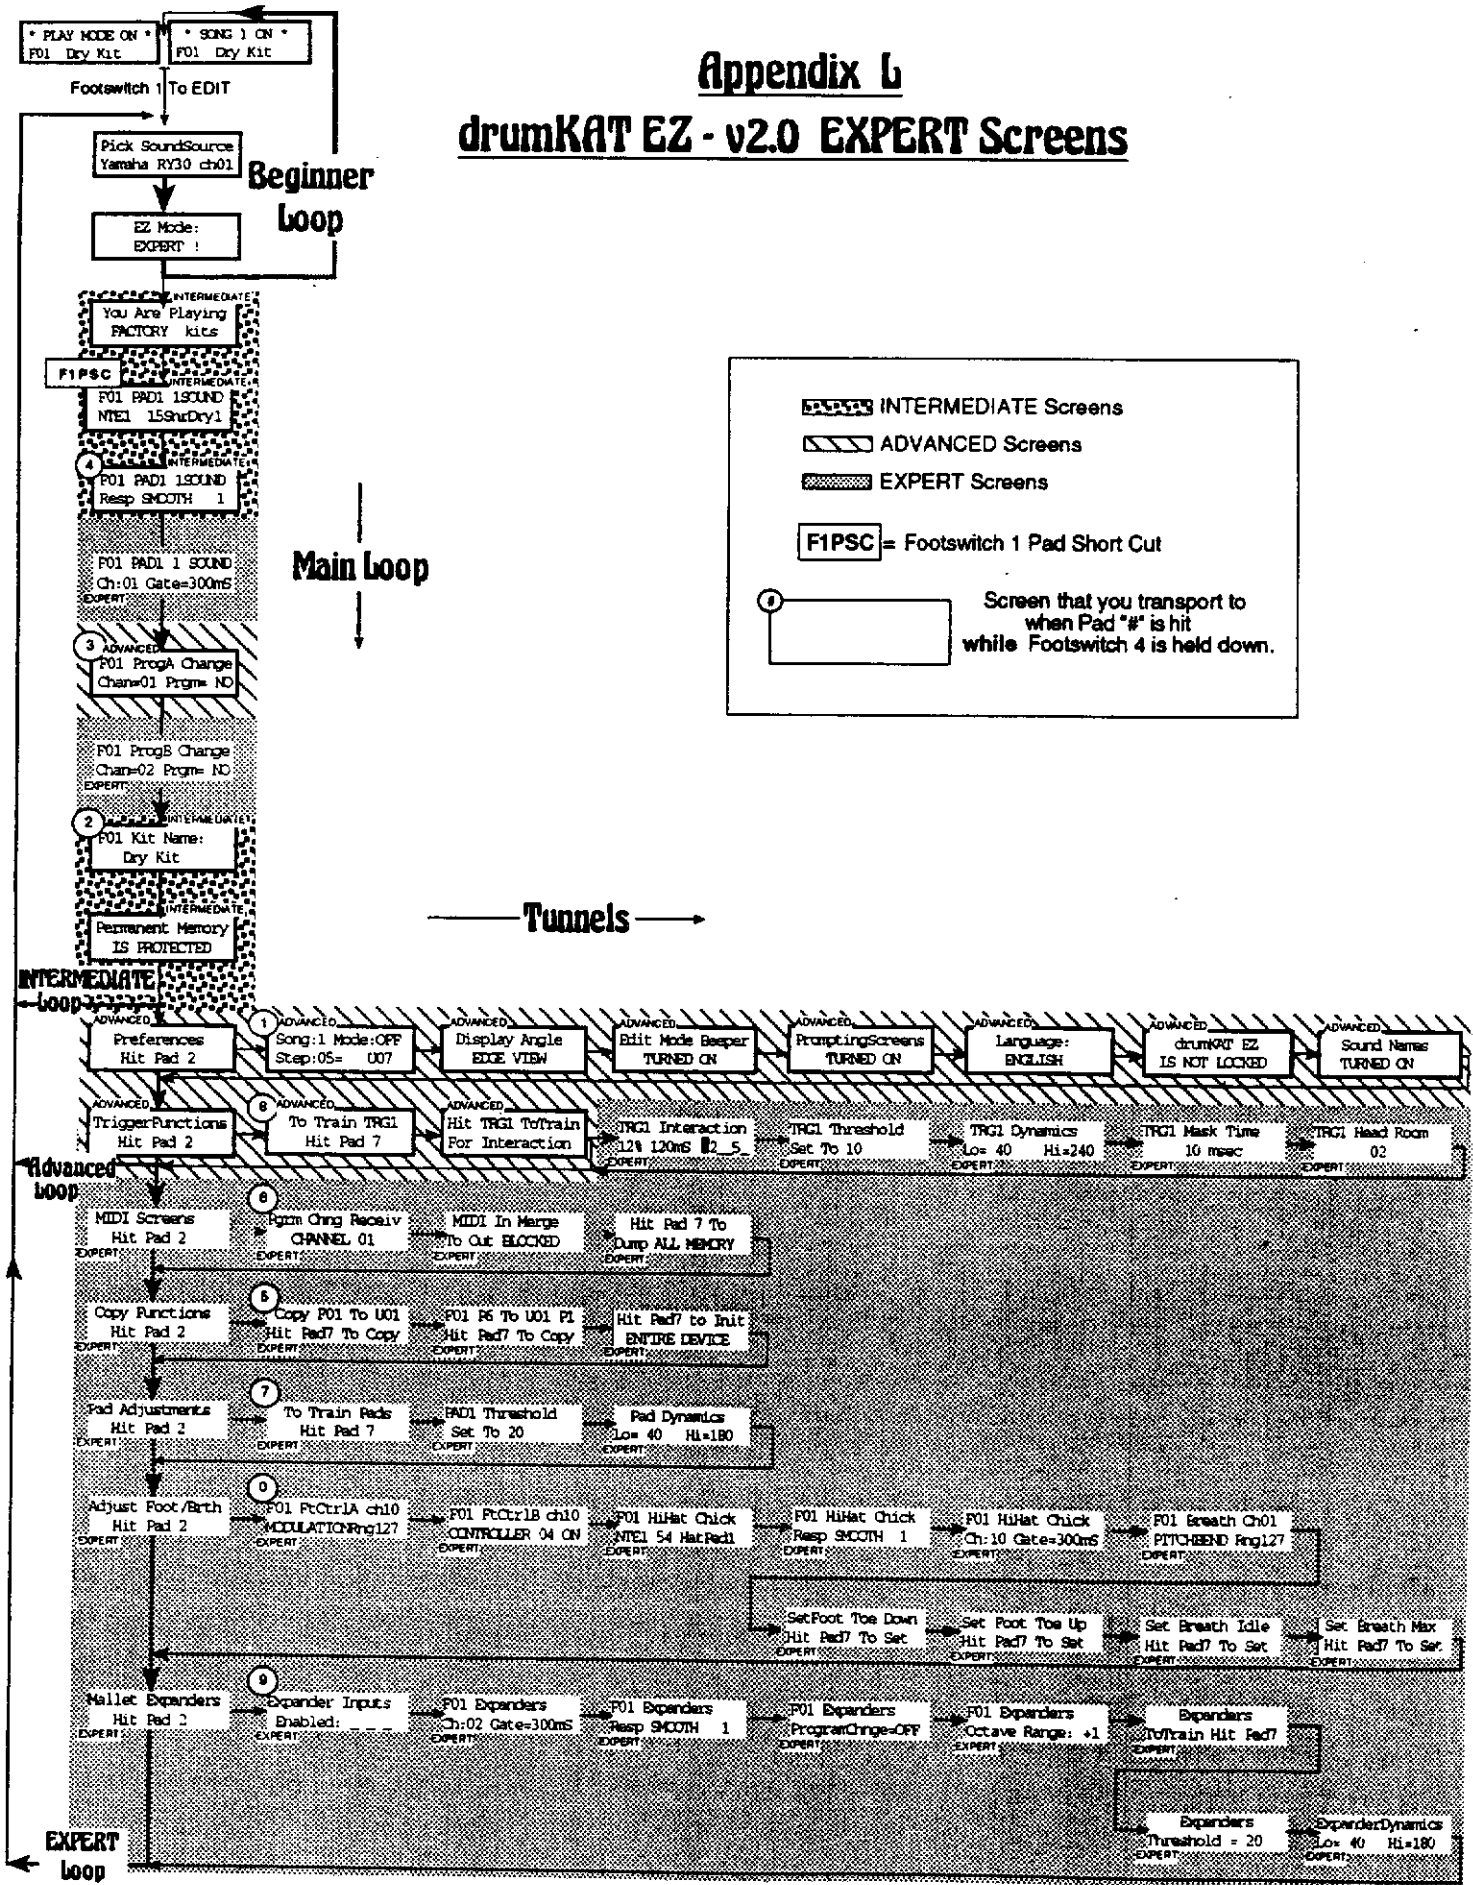 Appendix L
drumKAT EZ - v2.0 EXPERT Screens
* PLAY MODE ON *
F01 Dry Kit
* SONG 1 ON *
F01 Dry Kit
Footswitch 1 To EDIT
Pick SoundSource
Yamaha RY30 ch01
Beginner
Loop
EZ Mode:
EXPERT !
INTERMEDIATE
You Are Playing
FACTORY kits
F1PSC
INTERMEDIATE
F01 PAD1 1SOUND
NTE1 15SnrDry1
4
INTERMEDIATE
F01 PAD1 1SOUND
Resp SMOOTH 1
F01 PAD1 1 SOUND
Ch:01 Gate=300mS
EXPERT
Main Loop
3
ADVANCED
F01 ProgA Change
Chan=01 Prgm= NO
F01 ProgB Change
Chan=02 Prgm= NO
EXPERT
2
INTERMEDIATE
F01 Kit Name:
Dry Kit
INTERMEDIATE
Permanent Memory
IS PROTECTED
INTERMEDIATE Screens
ADVANCED Screens
EXPERT Screens
F1PSC = Footswitch 1 Pad Short Cut
#
Screen that you transport to
when Pad "#" is hit
while Footswitch 4 is held down.
Tunnels
INTERMEDIATE
Loop
ADVANCED
Preferences
Hit Pad 2
1
ADVANCED
Song:1 Mode:OFF
Step:05= U07
ADVANCED
Display Angle
EDGE VIEW
ADVANCED
Edit Mode Beeper
TURNED ON
ADVANCED
PromptingScreens
TURNED ON
ADVANCED
Language:
ENGLISH
ADVANCED
drumKAT EZ
IS NOT LOCKED
ADVANCED
Sound Names
TURNED ON
ADVANCED
TriggerFunctions
Hit Pad 2
8
ADVANCED
To Train TRG1
Hit Pad 7
ADVANCED
Hit TRG1 ToTrain
For Interaction
TRG1 Interaction
12% 120mS █2__5_
EXPERT
TRG1 Threshold
Set To 10
EXPERT
TRG1 Dynamics
Lo= 40 Hi=240
EXPERT
TRG1 Mask Time
10 msec
EXPERT
TRG1 Head Room
02
EXPERT
Advanced
Loop
MIDI Screens
Hit Pad 2
EXPERT
6
Pgrm Chng Receiv
CHANNEL 01
EXPERT
MIDI In Merge
To Out BLOCKED
EXPERT
Hit Pad 7 To
Dump ALL MEMORY
EXPERT
Copy Functions
Hit Pad 2
EXPERT
5
Copy F01 To U01
Hit Pad7 To Copy
EXPERT
F01 P6 To U01 P1
Hit Pad7 To Copy
EXPERT
Hit Pad7 to Init
ENTIRE DEVICE
EXPERT
Pad Adjustments
Hit Pad 2
EXPERT
7
To Train Pads
Hit Pad 7
EXPERT
PAD1 Threshold
Set To 20
EXPERT
Pad Dynamics
Lo= 40 Hi=180
EXPERT
Adjust Foot/Brth
Hit Pad 2
EXPERT
0
F01 FtCtrlA ch10
MODULATIONRng127
EXPERT
F01 FtCtrlB ch10
CONTROLLER 04 ON
EXPERT
F01 HiHat Chick
NTE1 54 HatPed1
EXPERT
F01 HiHat Chick
Resp SMOOTH 1
EXPERT
F01 HiHat Chick
Ch:10 Gate=300mS
EXPERT
F01 Breath Ch01
PITCHBEND Rng127
EXPERT
SetFoot Toe Down
Hit Pad7 To Set
EXPERT
Set Foot Toe Up
Hit Pad7 To Set
EXPERT
Set Breath Idle
Hit Pad7 To Set
EXPERT
Set Breath Max
Hit Pad7 To Set
EXPERT
Mallet Expanders
Hit Pad 2
EXPERT
9
Expander Inputs
Enabled: _ _ _
EXPERT
F01 Expanders
Ch:02 Gate=300mS
EXPERT
F01 Expanders
Resp SMOOTH 1
EXPERT
F01 Expanders
ProgramChnge=OFF
EXPERT
F01 Expanders
Octave Range: +1
EXPERT
Expanders
ToTrain Hit Pad7
EXPERT
Expanders
Threshold = 20
EXPERT
ExpanderDynamics
Lo= 40 Hi=180
EXPERT
EXPERT
Loop